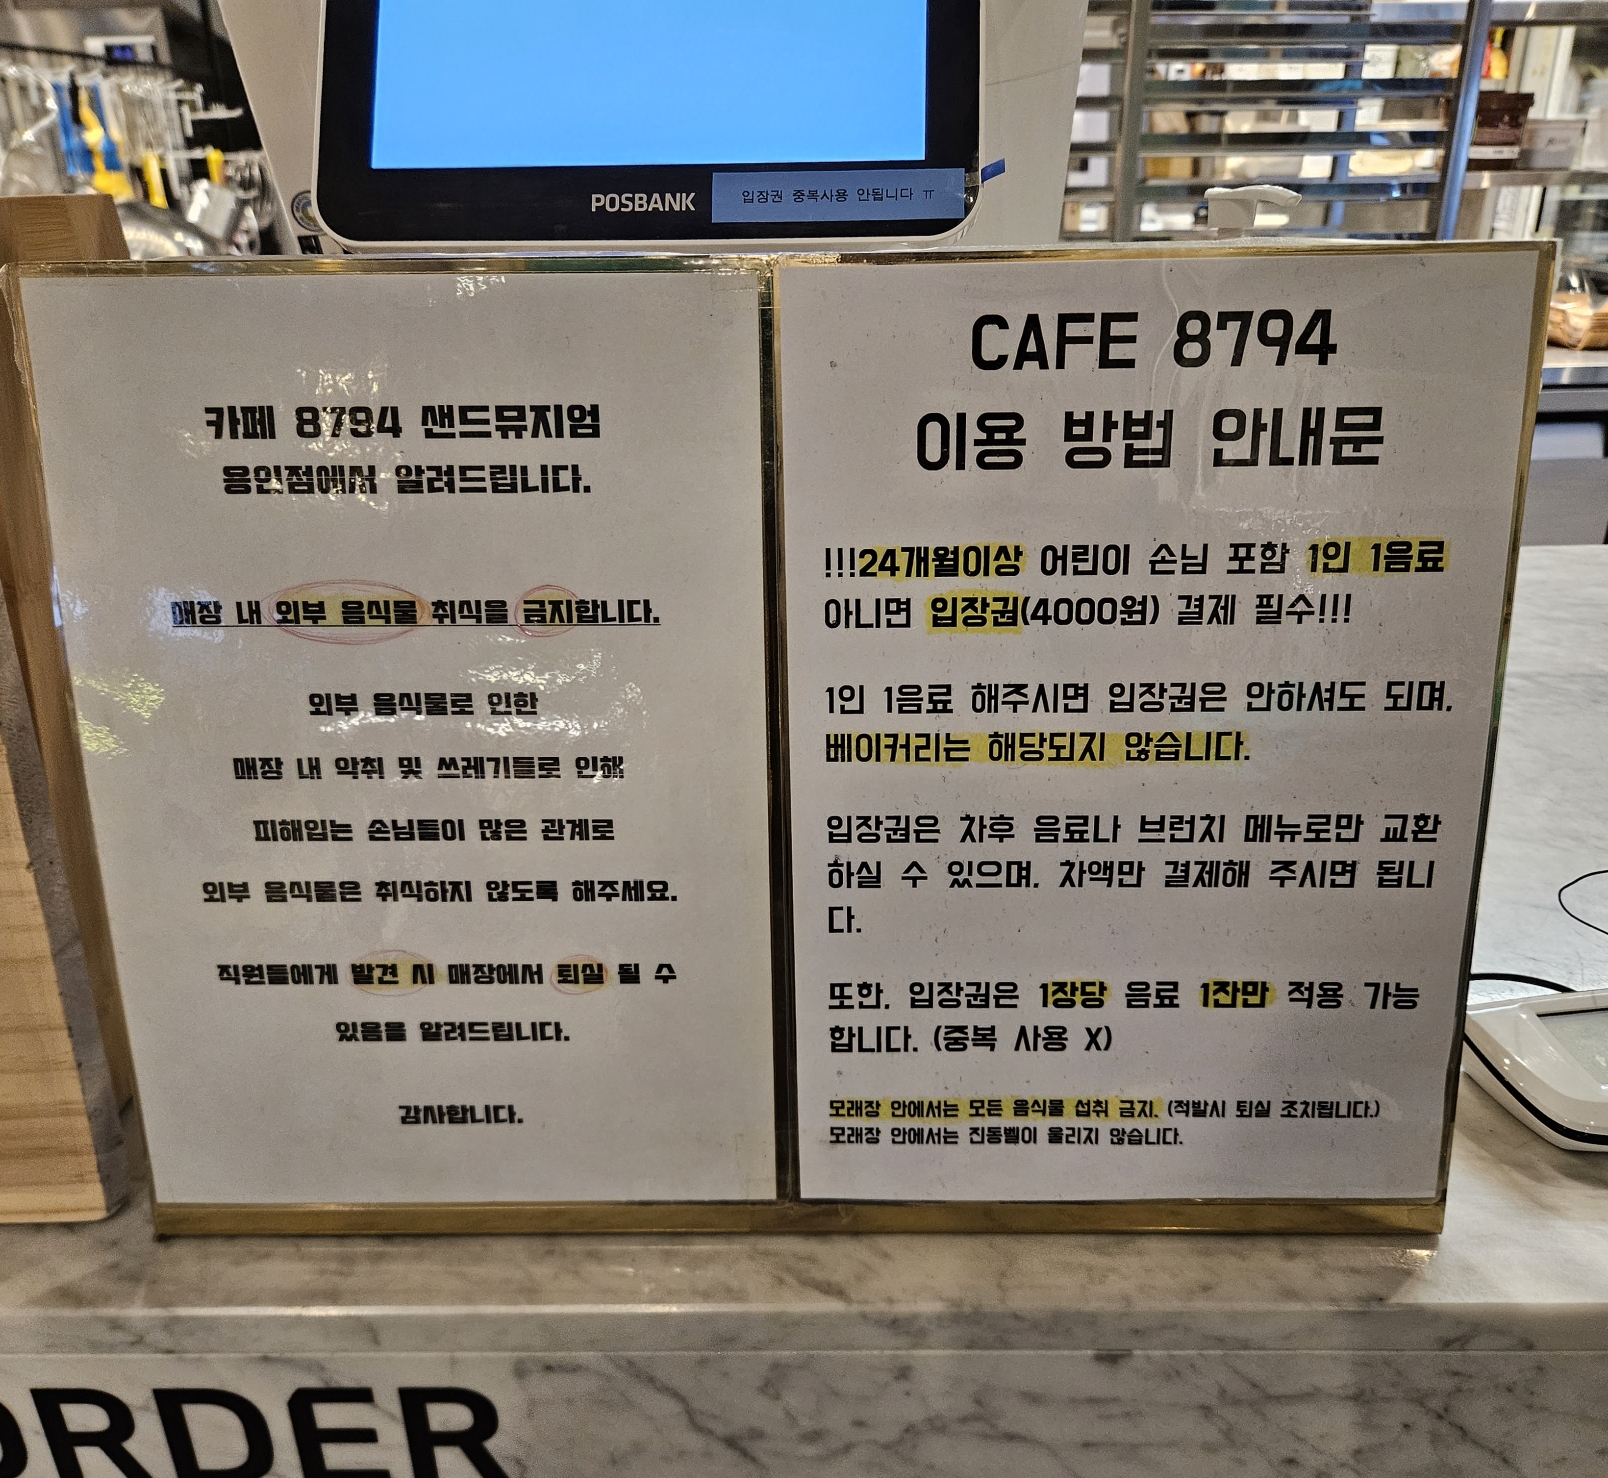 POSBANK
입장권 중복사용 안됩니다 ㅠ
카페 8794 샌드뮤지엄
용인점에서 알려드립니다.
매장 내 외부 음식물 취식을 금지합니다.
외부 음식물로 인한
매장 내 악취 및 쓰레기들로 인해
피해입는 손님들이 많은 관계로
외부 음식물은 취식하지 않도록 해주세요.
직원들에게 발견 시 매장에서 퇴실 될 수
있음을 알려드립니다.
감사합니다.
CAFE 8794
이용 방법 안내문
!!!24개월이상 어린이 손님 포함 1인 1음료
아니면 입장권(4000원) 결제 필수!!!
1인 1음료 해주시면 입장권은 안하셔도 되며,
베이커리는 해당되지 않습니다.
입장권은 차후 음료나 브런치 메뉴로만 교환
하실 수 있으며, 차액만 결제해 주시면 됩니
다.
또한, 입장권은 1장당 음료 1잔만 적용 가능
합니다. (중복 사용 X)
모래장 안에서는 모든 음식물 섭취 금지. (적발시 퇴실 조치됩니다.)
모래장 안에서는 진동벨이 울리지 않습니다.
ORDER